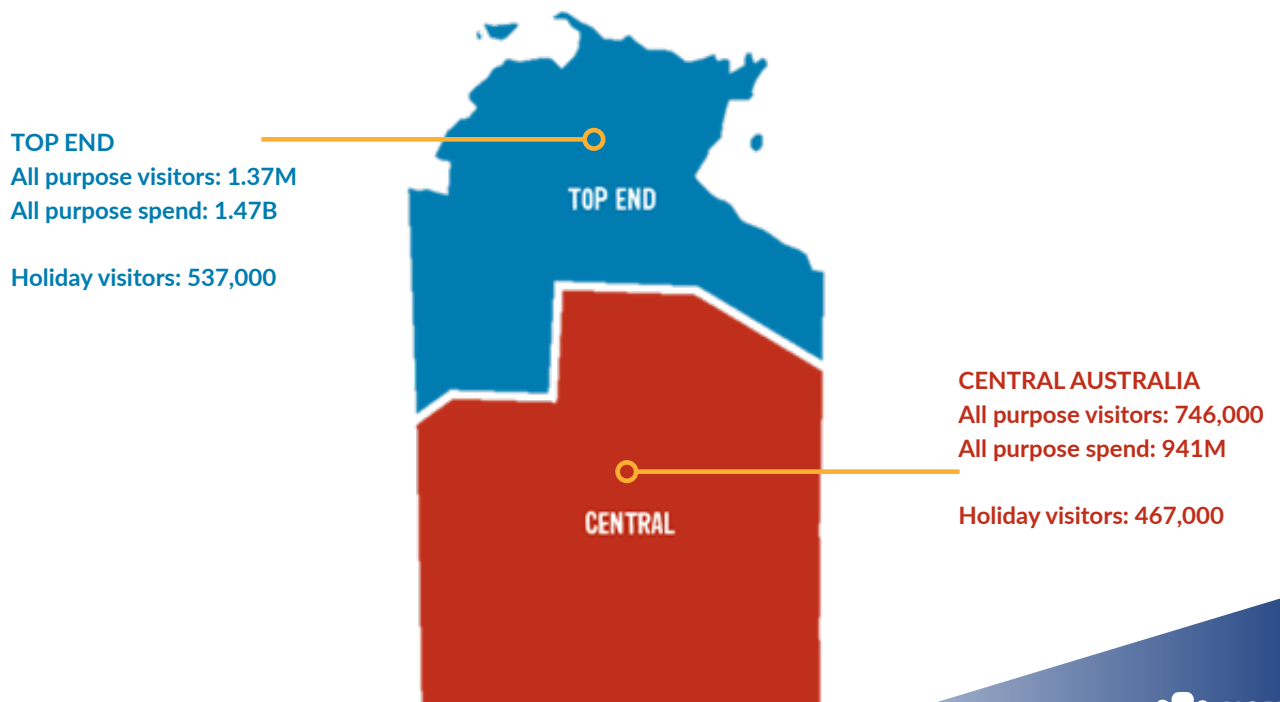 TOP END
All purpose visitors: 1.37M
All purpose spend: 1.47B
Holiday visitors: 537,000
TOP END
CENTRAL AUSTRALIA
All purpose visitors: 746,000
All purpose spend: 941M
Holiday visitors: 467,000
CENTRAL